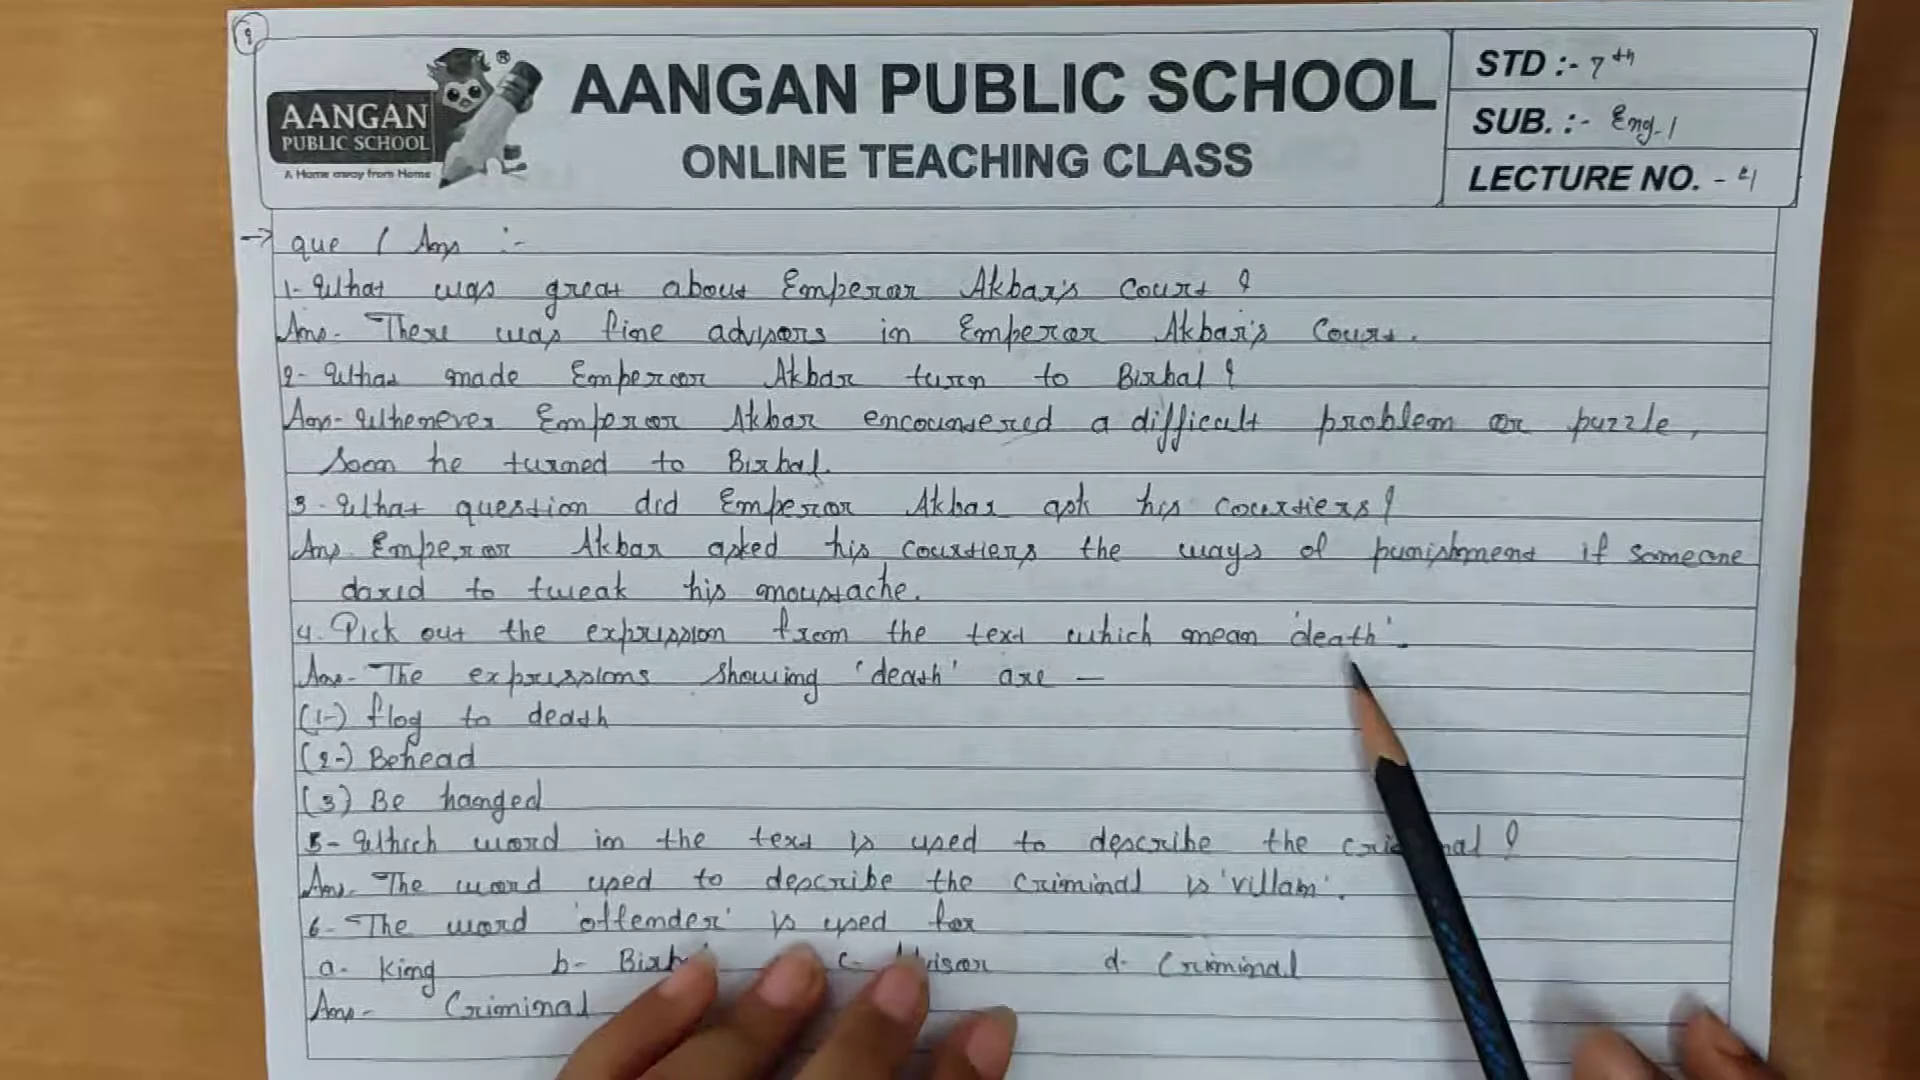 9
AANGAN
PUBLIC SCHOOL
A Home away from Home
®
AANGAN PUBLIC SCHOOL
ONLINE TEACHING CLASS
STD :- 7th
SUB. :- Eng-1
LECTURE NO. - 21
→ que / Ans :-
1- What was great about Emperor Akbar's Court ?
Ans- There was fine advisors in Emperor Akbar's Court.
2- What made Emperor Akbar turn to Birbal ?
Ans- Whenever Emperor Akbar encountered a difficult problem or puzzle,
soon he turned to Birbal.
3- What question did Emperor Akbar ask his courtiers ?
Ans. Emperor Akbar asked his courtiers the ways of punishment if someone
dared to tweak his moustache.
4. Pick out the expression from the text which mean 'death'.
Ans- The expressions showing 'death' are —
(1-) flog to death
(2-) Behead
(3) Be hanged
5- Which word in the text is used to describe the criminal ?
Ans- The word used to describe the criminal is 'villain'.
6- The word 'offender' is used for
a- King b- Birbal c- Advisor d- Criminal
Ans- Criminal